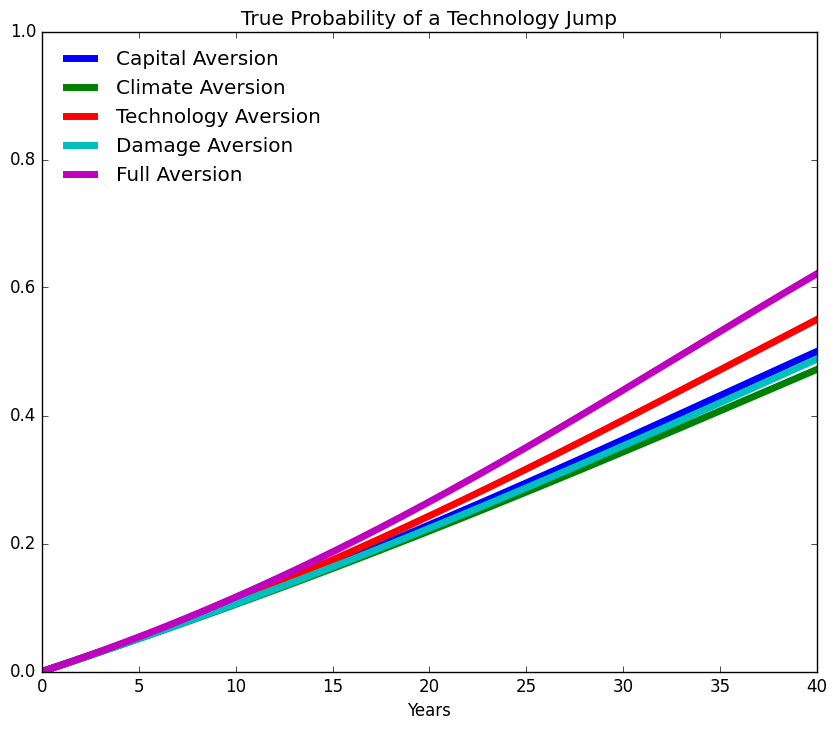 True Probability of a Technology Jump
1.0
Capital Aversion
Climate Aversion
Technology Aversion
Damage Aversion
Full Aversion
0.8
0.6
0.4
0.2
0.0
0 5 10 15 20 25 30 35 40
Years